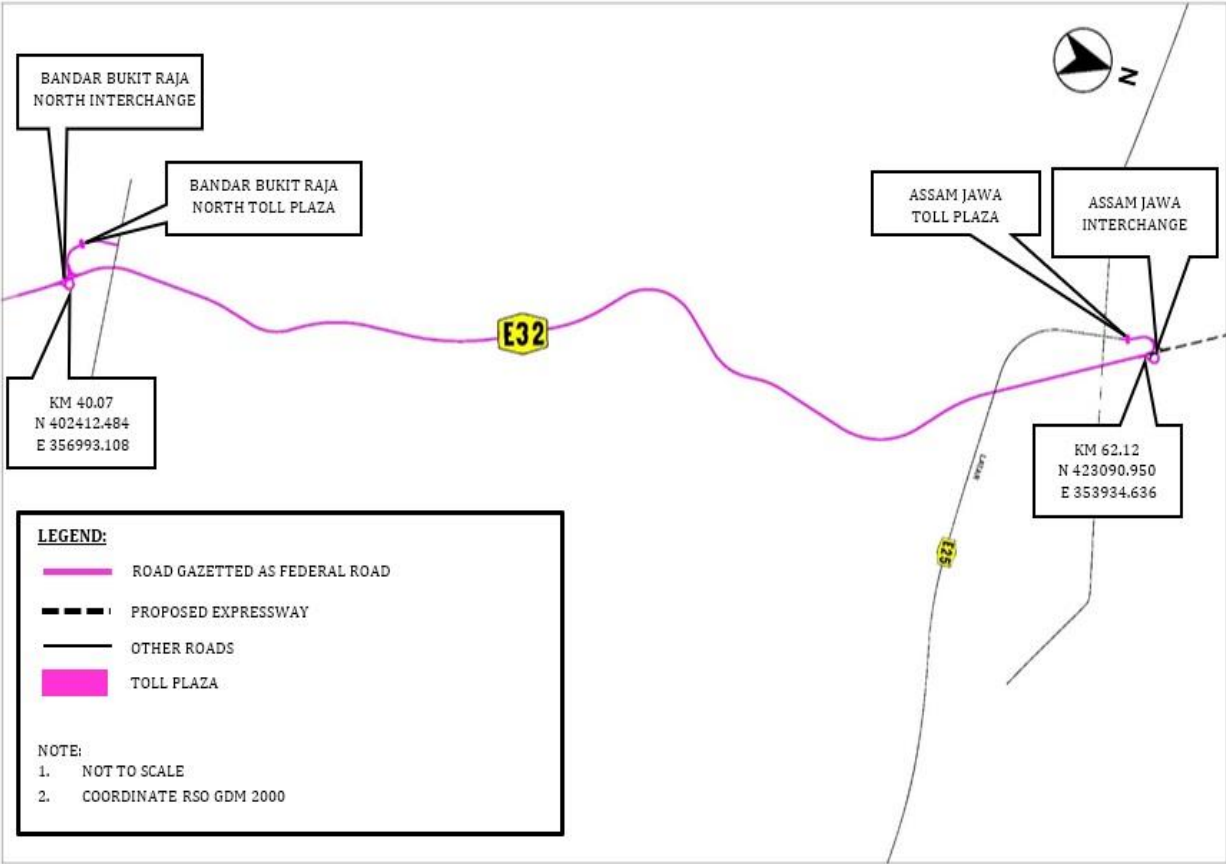 N
BANDAR BUKIT RAJA
NORTH INTERCHANGE
BANDAR BUKIT RAJA
NORTH TOLL PLAZA
ASSAM JAWA
TOLL PLAZA
ASSAM JAWA
INTERCHANGE
E32
KM 40.07
N 402412.484
E 356993.108
KM 62.12
N 423090.950
E 353934.636
LATAR
E25
LEGEND:
ROAD GAZETTED AS FEDERAL ROAD
PROPOSED EXPRESSWAY
OTHER ROADS
TOLL PLAZA
NOTE:
1. NOT TO SCALE
2. COORDINATE RSO GDM 2000